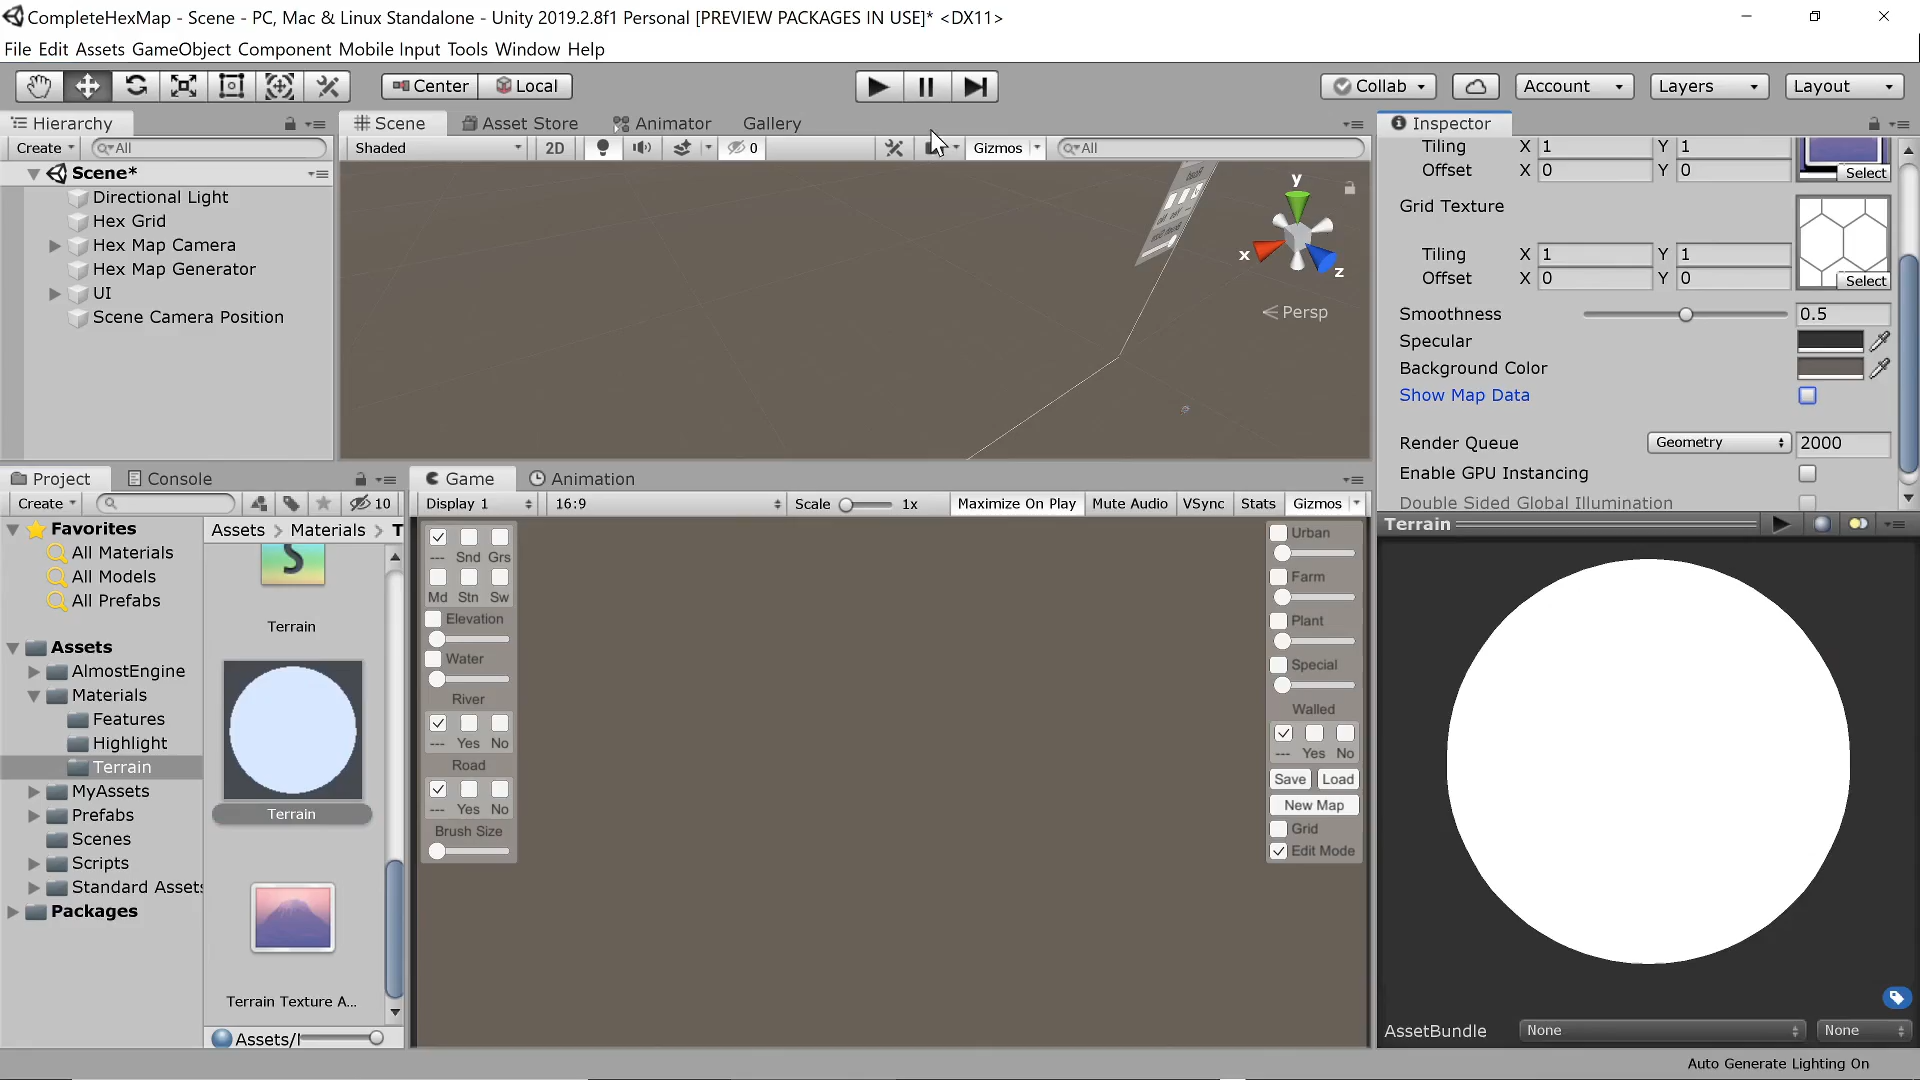 CompleteHexMap - Scene - PC, Mac & Linux Standalone - Unity 2019.2.8f1 Personal [PREVIEW PACKAGES IN USE]* <DX11>
File Edit Assets GameObject Component Mobile Input Tools Window Help
Center Local Collab Account Layers Layout
Hierarchy
Create All
Scene*
Directional Light
Hex Grid
Hex Map Camera
Hex Map Generator
UI
Scene Camera Position
Scene Asset Store Animator Gallery
Shaded 2D 0 Gizmos All
y
x
z
Persp
Inspector
Tiling X 1 Y 1
Offset X 0 Y 0
Select
Grid Texture
Tiling X 1 Y 1
Offset X 0 Y 0
Select
Smoothness 0.5
Specular
Background Color
Show Map Data
Render Queue Geometry 2000
Enable GPU Instancing
Double Sided Global Illumination
Project Console
Create 10
Favorites
All Materials
All Models
All Prefabs
Assets
AlmostEngine
Materials
Features
Highlight
Terrain
MyAssets
Prefabs
Scenes
Scripts
Standard Assets
Packages
Assets > Materials > T
S
Terrain
Terrain
Terrain Texture A...
Assets/
Game Animation
Display 1 16:9 Scale 1x Maximize On Play Mute Audio VSync Stats Gizmos
--- Snd Grs
Md Stn Sw
Elevation
Water
River
--- Yes No
Road
--- Yes No
Brush Size
Urban
Farm
Plant
Special
Walled
--- Yes No
Save Load
New Map
Grid
Edit Mode
Terrain
AssetBundle None None
Auto Generate Lighting On